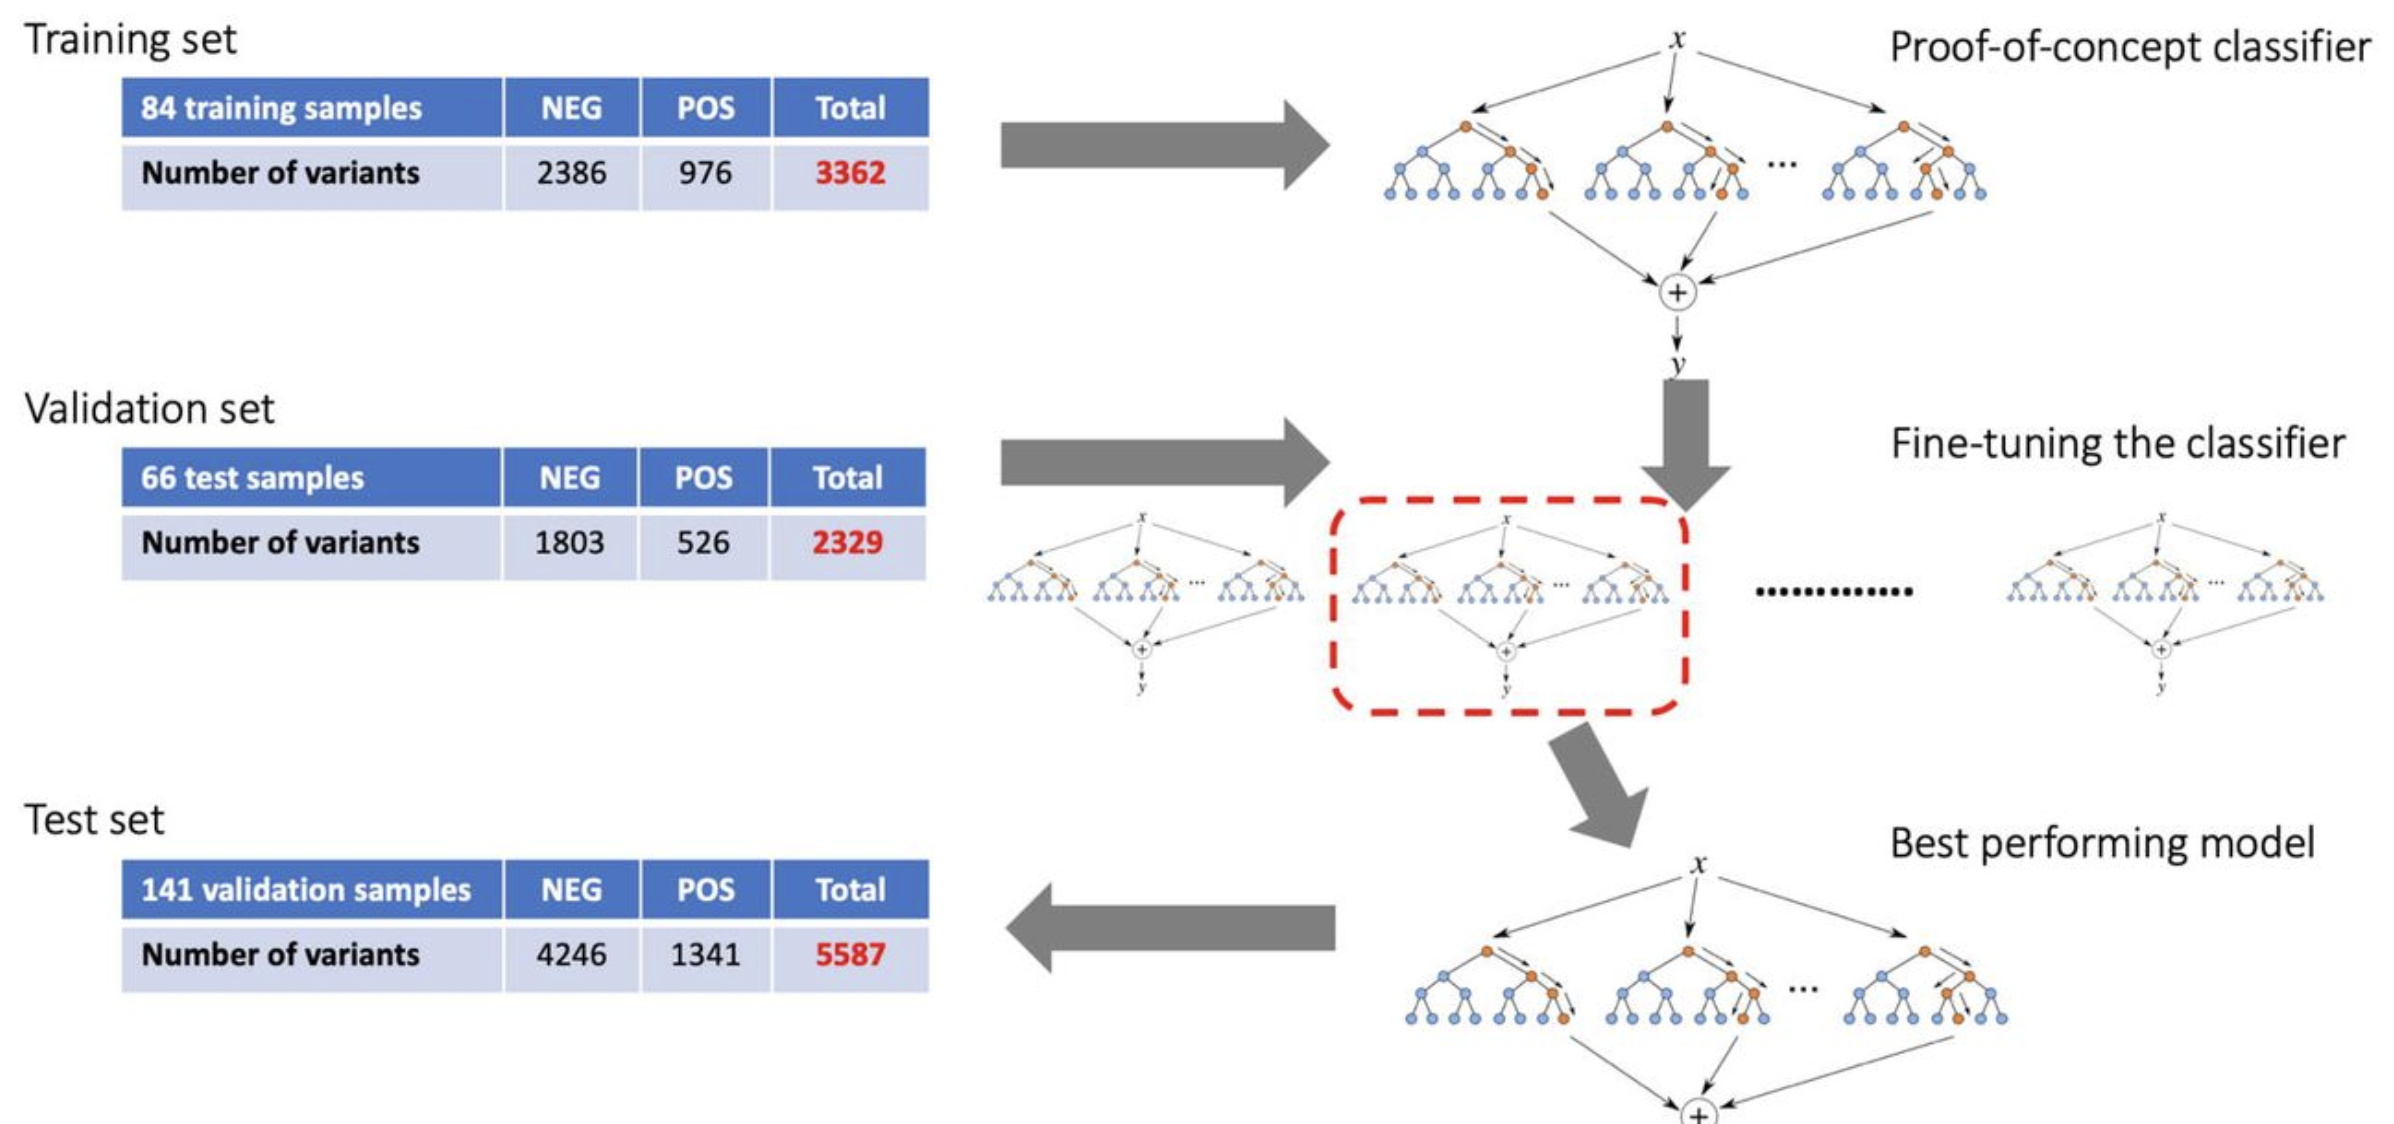 Training set
84 training samples NEG POS Total
Number of variants 2386 976 3362
x
Proof-of-concept classifier
...
+
y
Validation set
66 test samples NEG POS Total
Number of variants 1803 526 2329
Fine-tuning the classifier
x x x
... ... ...
+ + +
y y y
Test set
141 validation samples NEG POS Total
Number of variants 4246 1341 5587
Best performing model
x
...
+